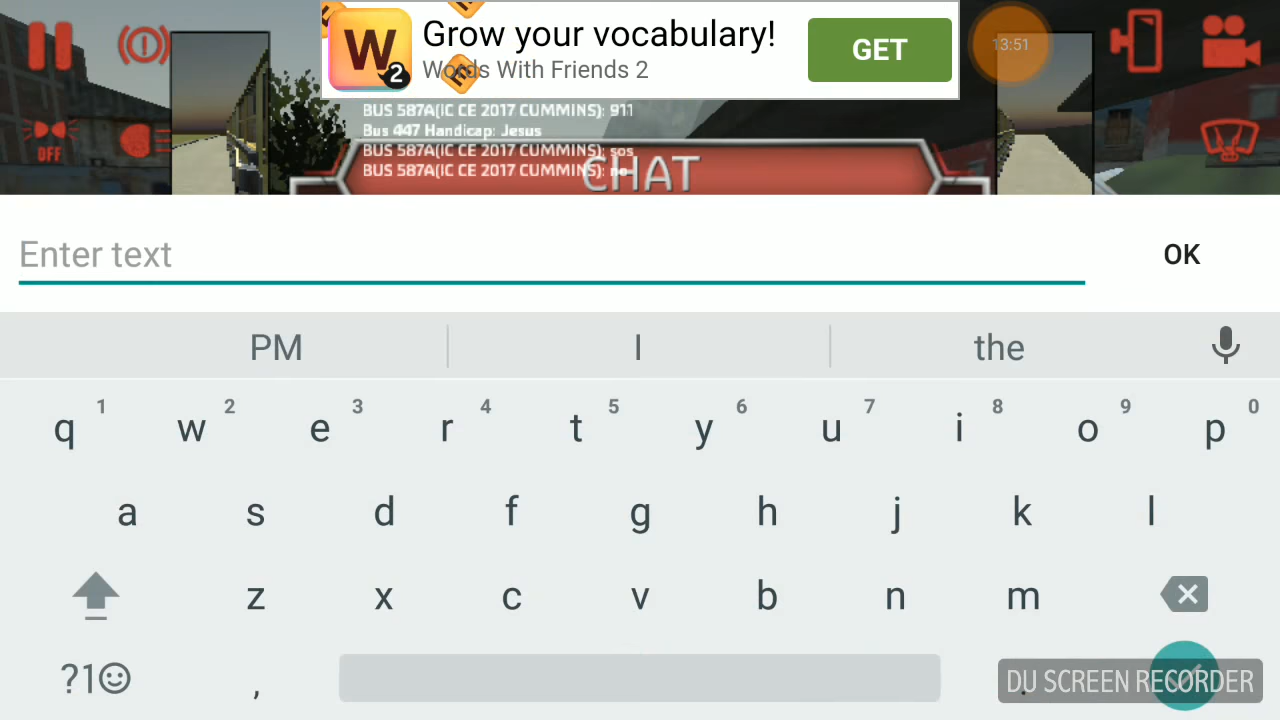 Grow your vocabulary!
Words With Friends 2
GET
W
2
13:51
OFF
BUS 587A(IC CE 2017 CUMMINS): 911
Bus 447 Handicap: Jesus
BUS 587A(IC CE 2017 CUMMINS): sos
BUS 587A(IC CE 2017 CUMMINS): no
CHAT
Enter text
OK
PM I the
q 1 w 2 e 3 r 4 t 5 y 6 u 7 i 8 o 9 p 0
a s d f g h j k l
z x c v b n m
?1☺ , .
DU SCREEN RECORDER